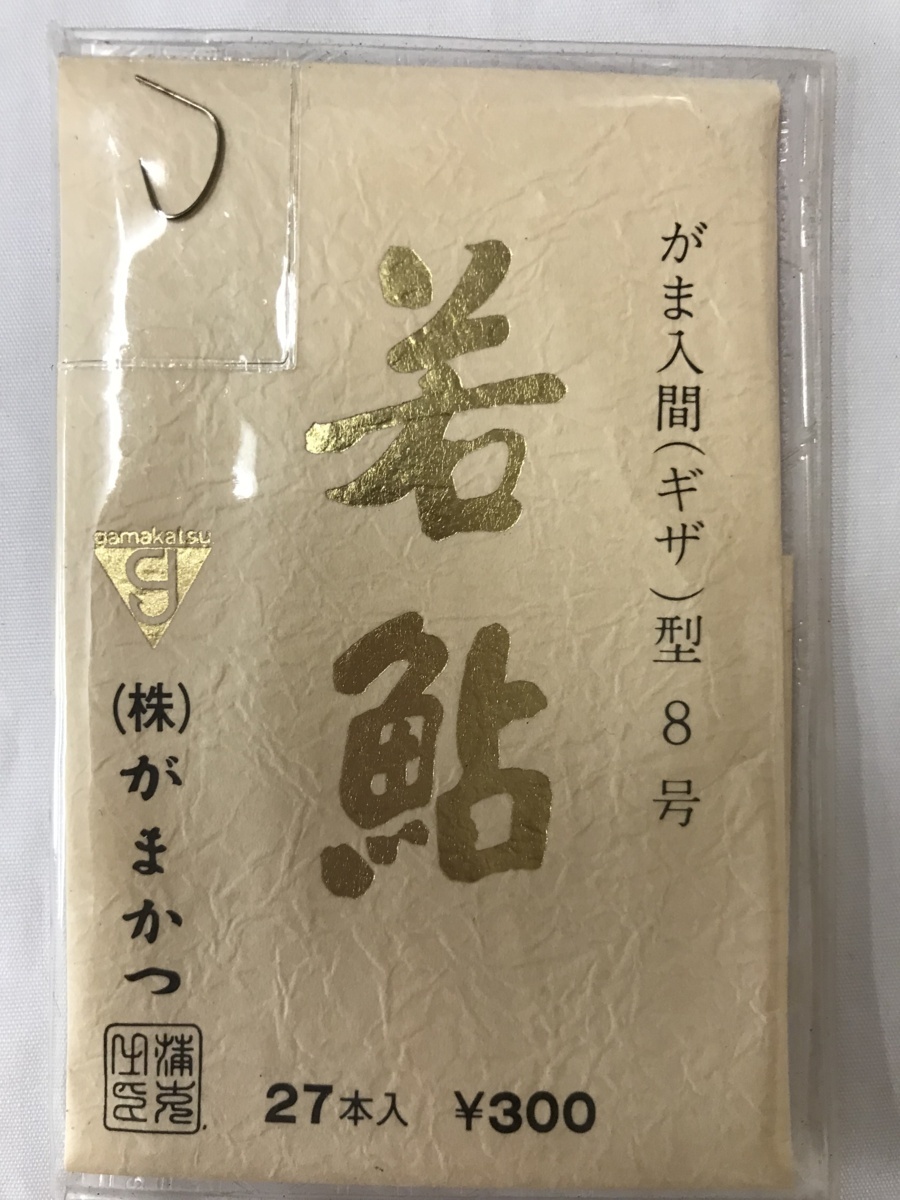 がま入間(ギザ)型 8号
若鮎
gamakatsu
g
(株)がまかつ
27本入 ¥300